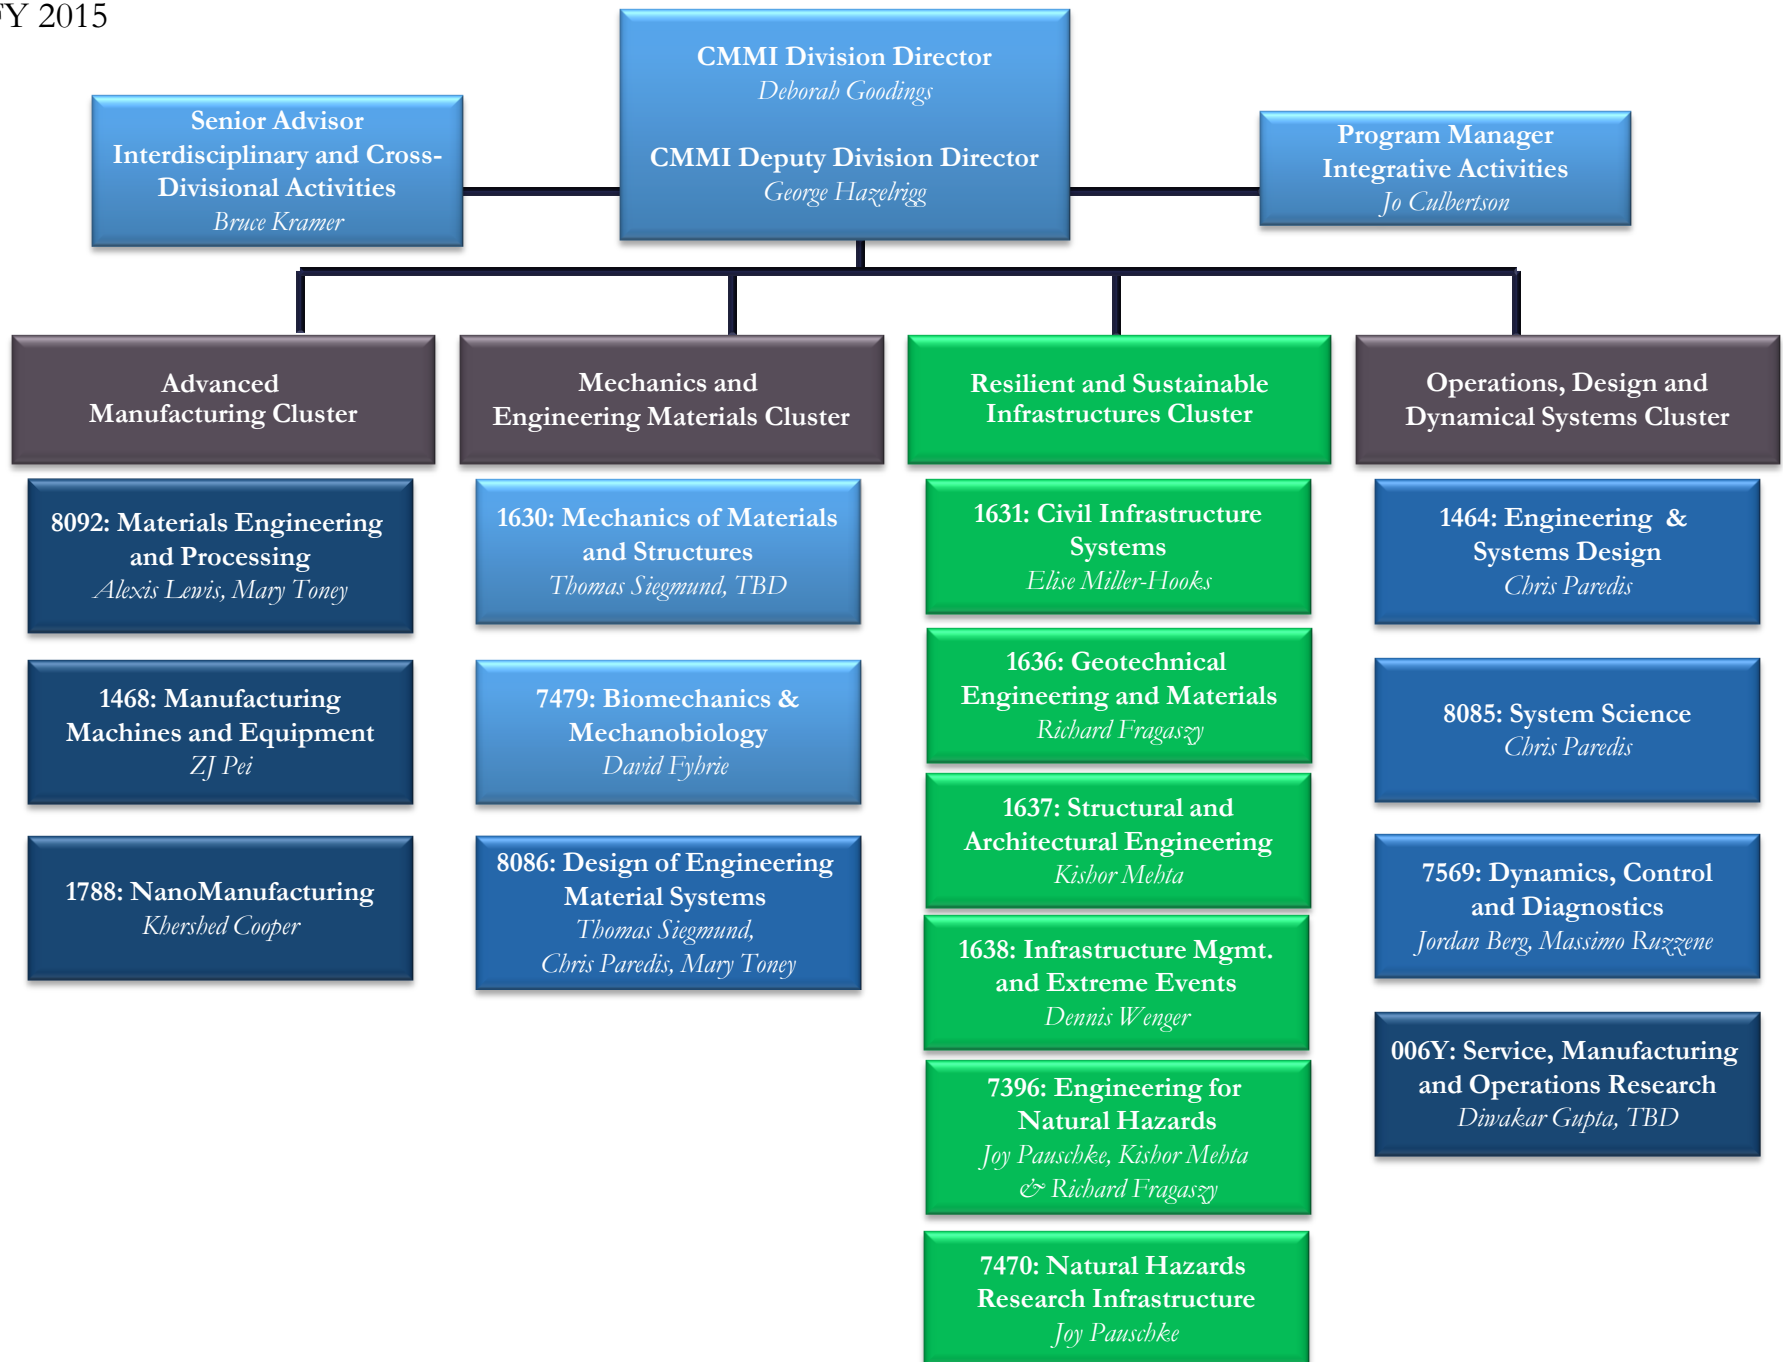 FY 2015
CMMI Division Director
Deborah Goodings
CMMI Deputy Division Director
George Hazelrigg
Senior Advisor
Interdisciplinary and Cross-
Divisional Activities
Bruce Kramer
Program Manager
Integrative Activities
Jo Culbertson
Advanced
Manufacturing Cluster
8092: Materials Engineering
and Processing
Alexis Lewis, Mary Toney
1468: Manufacturing
Machines and Equipment
ZJ Pei
1788: NanoManufacturing
Khershed Cooper
Mechanics and
Engineering Materials Cluster
1630: Mechanics of Materials
and Structures
Thomas Siegmund, TBD
7479: Biomechanics &
Mechanobiology
David Fyhrie
8086: Design of Engineering
Material Systems
Thomas Siegmund,
Chris Paredis, Mary Toney
Resilient and Sustainable
Infrastructures Cluster
1631: Civil Infrastructure
Systems
Elise Miller-Hooks
1636: Geotechnical
Engineering and Materials
Richard Fragaszy
1637: Structural and
Architectural Engineering
Kishor Mehta
1638: Infrastructure Mgmt.
and Extreme Events
Dennis Wenger
7396: Engineering for
Natural Hazards
Joy Pauschke, Kishor Mehta
& Richard Fragaszy
7470: Natural Hazards
Research Infrastructure
Joy Pauschke
Operations, Design and
Dynamical Systems Cluster
1464: Engineering &
Systems Design
Chris Paredis
8085: System Science
Chris Paredis
7569: Dynamics, Control
and Diagnostics
Jordan Berg, Massimo Ruzzene
006Y: Service, Manufacturing
and Operations Research
Diwakar Gupta, TBD